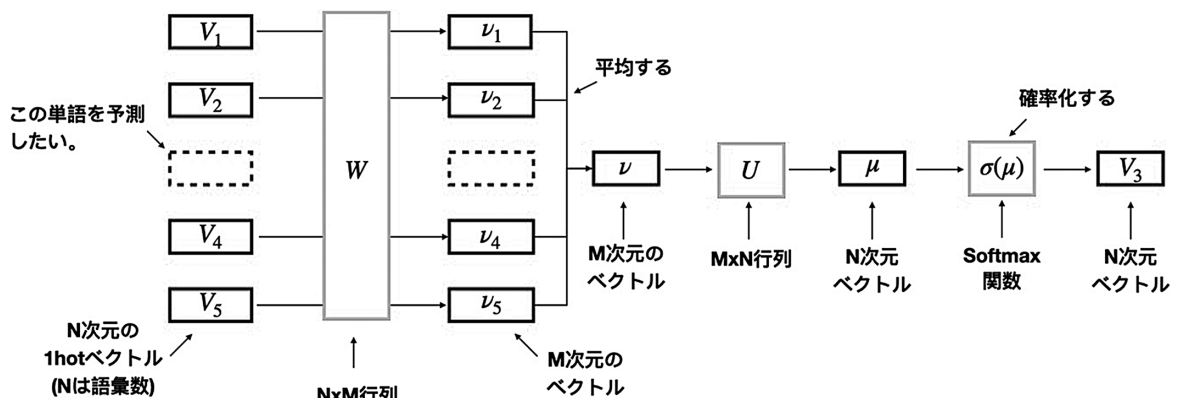 V₁
ν₁
平均する
V₂
ν₂
この単語を予測
したい。
確率化する
W
ν
U
μ
σ(μ)
V₃
V₄
ν₄
M次元の
ベクトル
MxN行列
N次元
ベクトル
Softmax
関数
N次元
ベクトル
V₅
ν₅
N次元の
1hotベクトル
(Nは語彙数)
NxM行列
M次元の
ベクトル